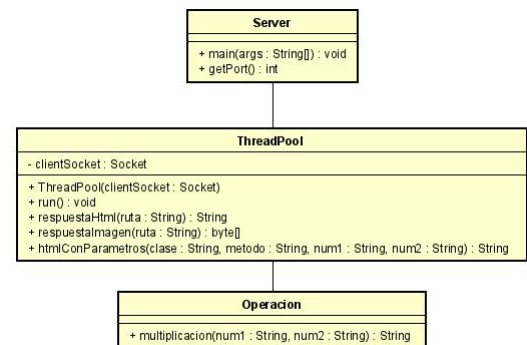 Server
+ main(args : String[]) : void
+ getPort() : int
ThreadPool
- clientSocket : Socket
+ ThreadPool(clientSocket : Socket)
+ run() : void
+ respuestaHtml(ruta : String) : String
+ respuestaImagen(ruta : String) : byte[]
+ htmlConParametros(clase : String, metodo : String, num1 : String, num2 : String) : String
Operacion
+ multiplicacion(num1 : String, num2 : String) : String